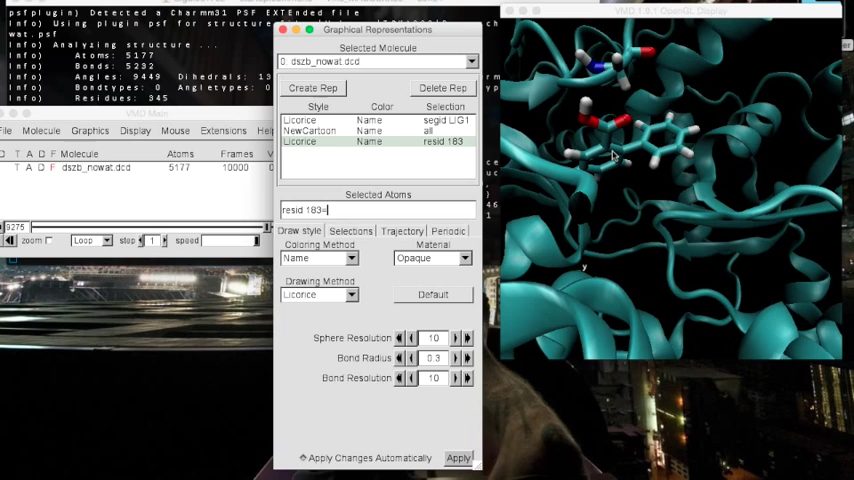 psfplugin) Detected a Charmm31 PSF EXTEnded file
Info) Using plugin psf for structure
wat.psf
Info) Analyzing structure ...
Info)    Atoms: 5177
Info)    Bonds: 5232
Info)    Angles: 9449  Dihedrals: 13
Info)    Bondtypes: 0  Angletypes: 0
Info)    Residues: 345
VMD Main
File Molecule Graphics Display Mouse Extensions Help
T A D F Molecule Atoms Frames
T A D F dszb_nowat.dcd 5177 10000
9275
zoom Loop step 1 speed
Graphical Representations
Selected Molecule
0: dszb_nowat.dcd
Create Rep Delete Rep
Style Color Selection
Licorice Name segid LIG1
NewCartoon Name all
Licorice Name resid 183
Selected Atoms
resid 183=
Draw style Selections Trajectory Periodic
Coloring Method Material
Name Opaque
Drawing Method
Licorice Default
Sphere Resolution 10
Bond Radius 0.3
Bond Resolution 10
Apply Changes Automatically Apply
VMD 1.9.1 OpenGL Display
y